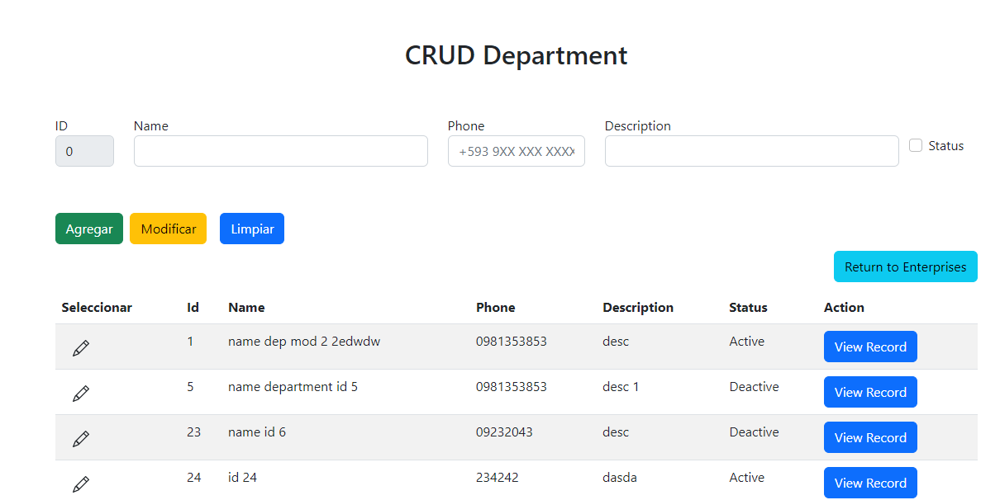 CRUD Department
ID Name Phone Description
0 +593 9XX XXX XXXX Status
Agregar Modificar Limpiar
Return to Enterprises
Seleccionar Id Name Phone Description Status Action
1 name dep mod 2 2edwdw 0981353853 desc Active View Record
5 name department id 5 0981353853 desc 1 Deactive View Record
23 name id 6 09232043 desc Deactive View Record
24 id 24 234242 dasda Active View Record